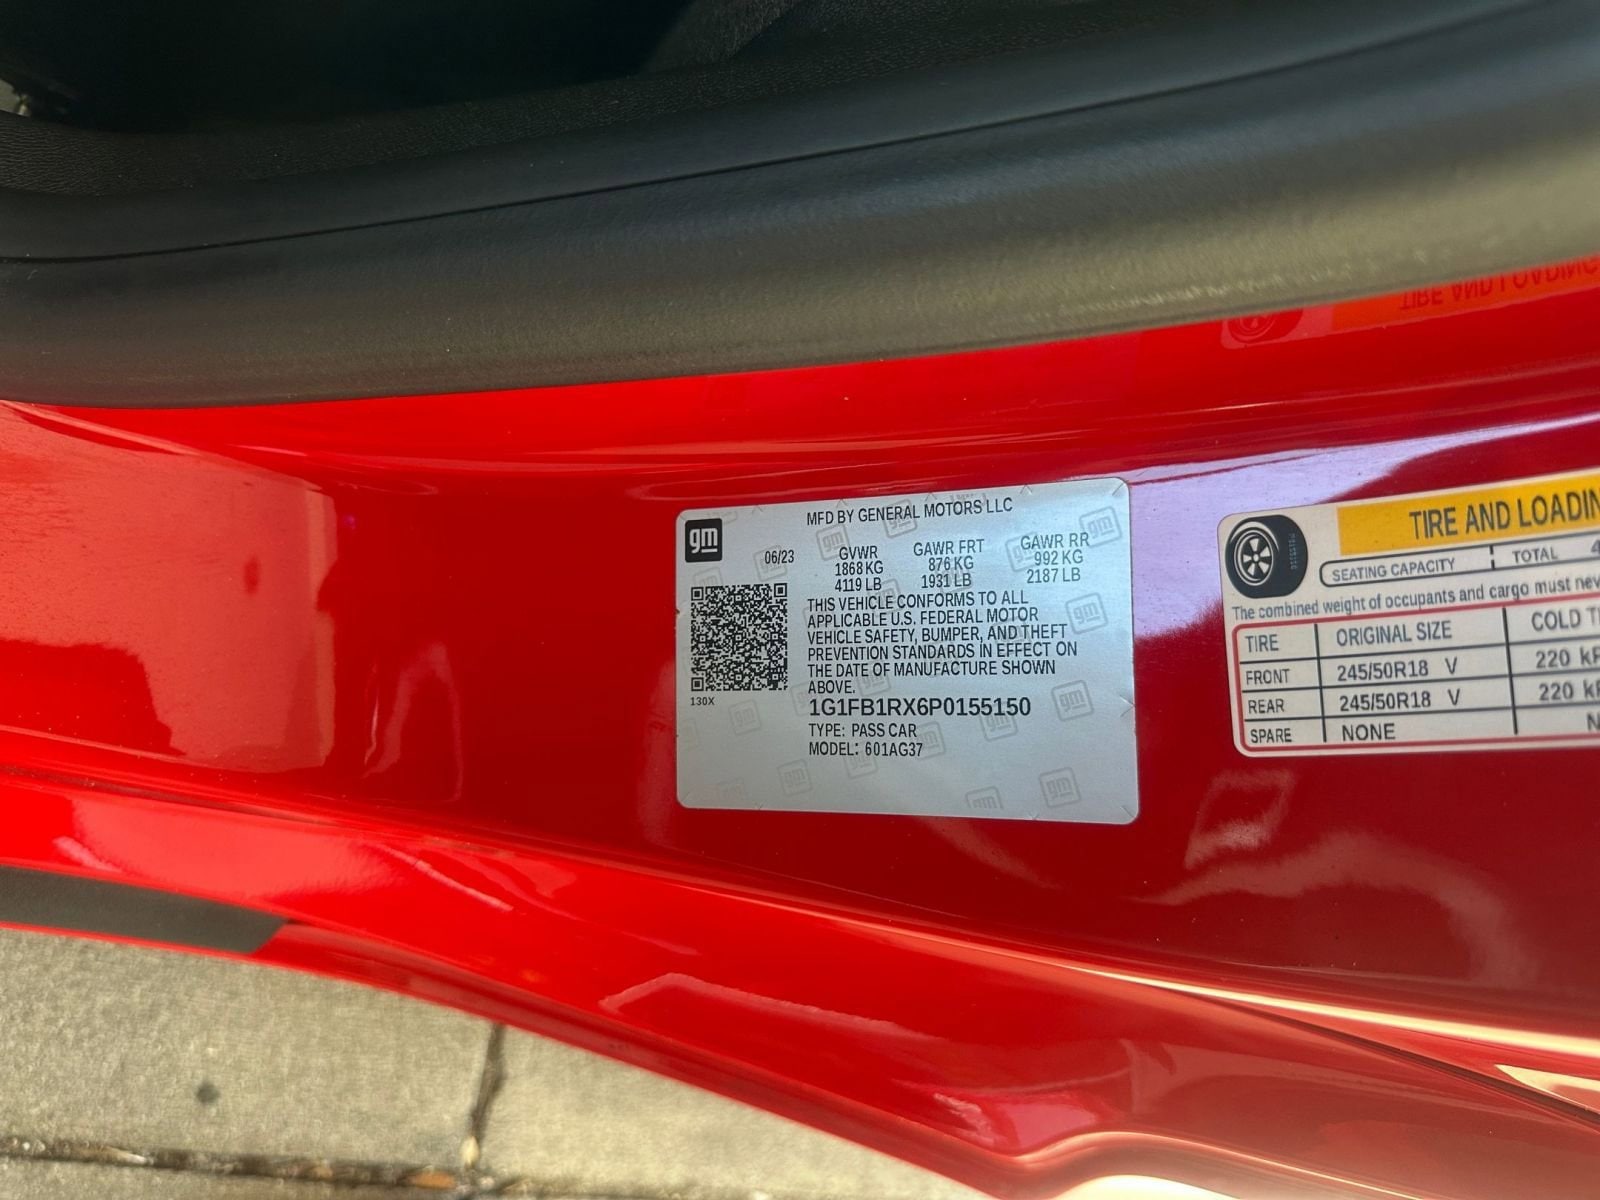 MFD BY GENERAL MOTORS LLC
gm
06/23
GVWR GAWR FRT GAWR RR
1868 KG 876 KG 992 KG
4119 LB 1931 LB 2187 LB
THIS VEHICLE CONFORMS TO ALL
APPLICABLE U.S. FEDERAL MOTOR
VEHICLE SAFETY, BUMPER, AND THEFT
PREVENTION STANDARDS IN EFFECT ON
THE DATE OF MANUFACTURE SHOWN
ABOVE.
130X
1G1FB1RX6P0155150
TYPE: PASS CAR
MODEL: 601AG37
TIRE AND LOADIN
SEATING CAPACITY TOTAL 4
The combined weight of occupants and cargo must nev
TIRE ORIGINAL SIZE COLD TI
FRONT 245/50R18 V 220 kP
REAR 245/50R18 V 220 kP
SPARE NONE N